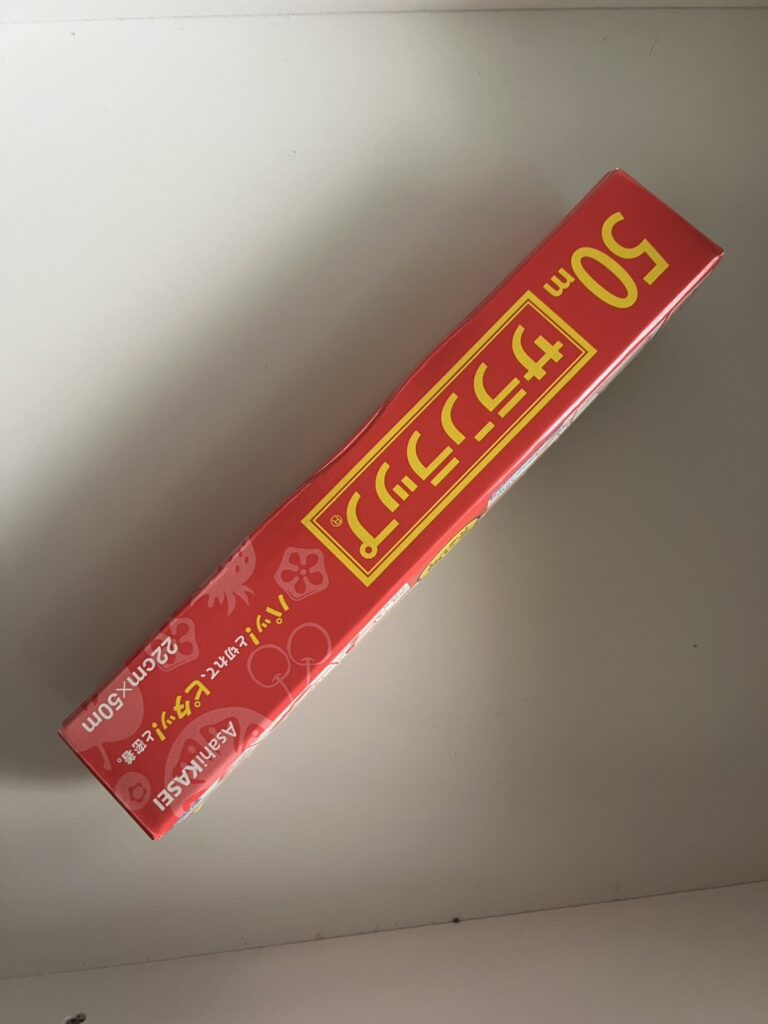 50m
サランラップ®
パッ!と切れて、ピタッ!と密着。
22cm×50m
AsahiKASEI